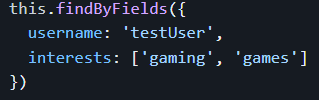 this.findByFields({
  username: 'testUser',
  interests: ['gaming', 'games']
})